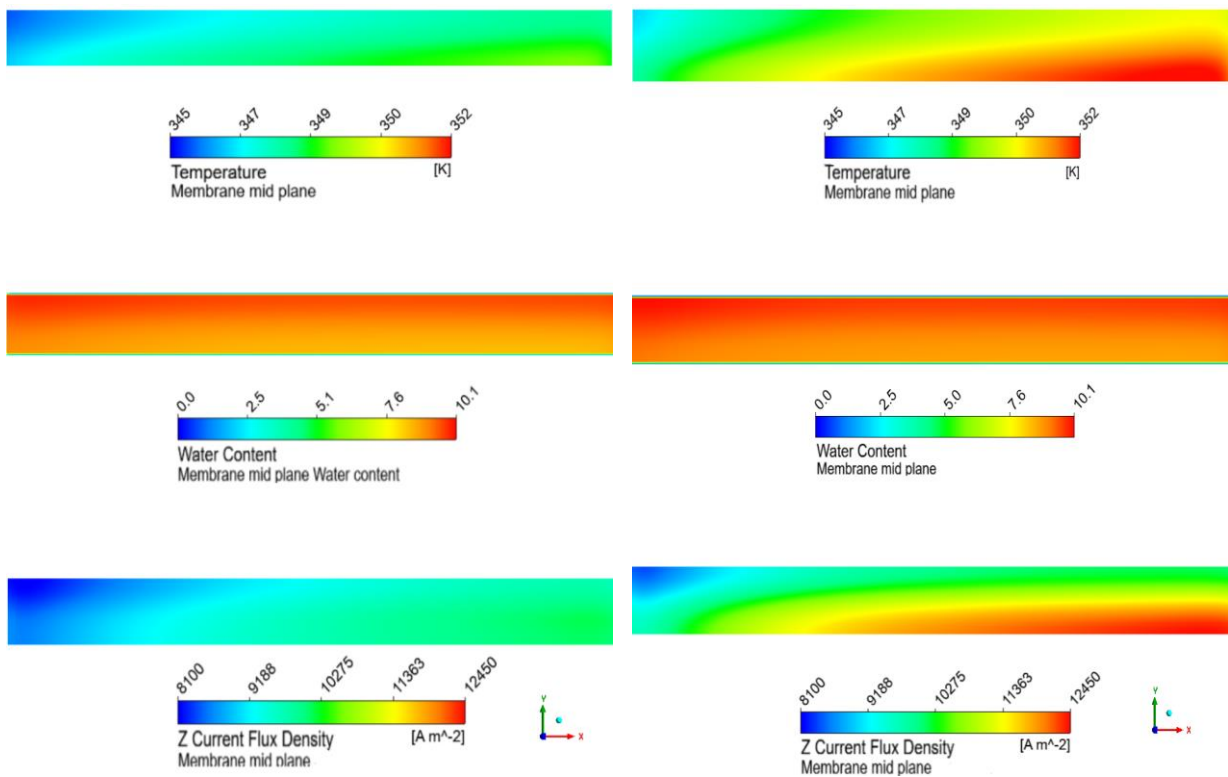 345 347 349 350 352
Temperature [K]
Membrane mid plane
345 347 349 350 352
Temperature [K]
Membrane mid plane
0.0 2.5 5.1 7.6 10.1
Water Content
Membrane mid plane Water content
0.0 2.5 5.0 7.6 10.1
Water Content
Membrane mid plane
8100 9188 10275 11363 12450
Z Current Flux Density [A m^-2]
Membrane mid plane
Y
X
8100 9188 10275 11363 12450
Z Current Flux Density [A m^-2]
Membrane mid plane
Y
X